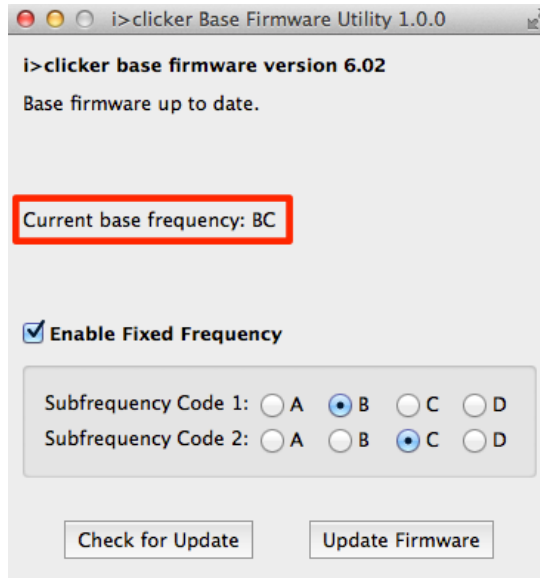 i>clicker Base Firmware Utility 1.0.0
i>clicker base firmware version 6.02
Base firmware up to date.
Current base frequency: BC
Enable Fixed Frequency
Subfrequency Code 1: A B C D
Subfrequency Code 2: A B C D
Check for Update Update Firmware